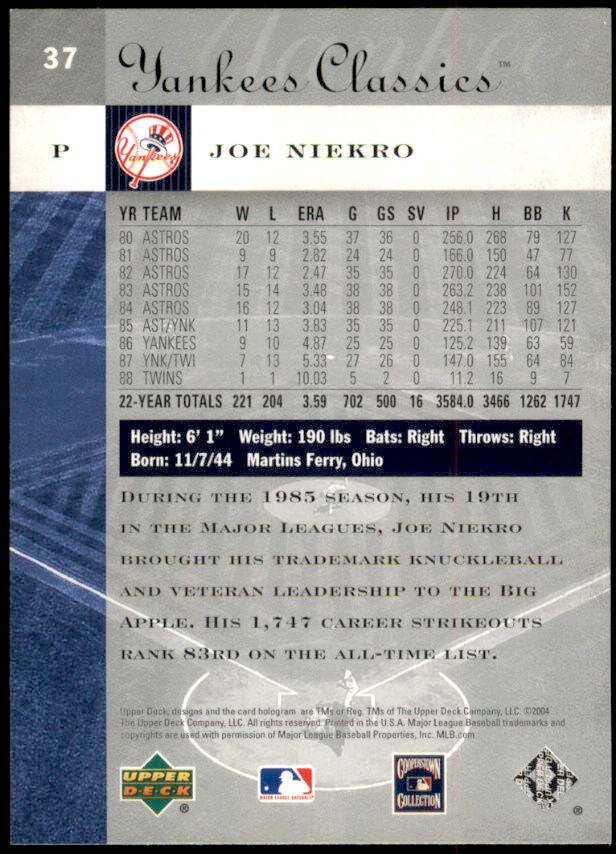 37
Yankees Classics™
P
Yankees
JOE NIEKRO
YR TEAM W L ERA G GS SV IP H BB K
80 ASTROS 20 12 3.55 37 36 0 256.0 268 79 127
81 ASTROS 9 9 2.82 24 24 0 166.0 150 47 77
82 ASTROS 17 12 2.47 35 35 0 270.0 224 64 130
83 ASTROS 15 14 3.48 38 38 0 263.2 238 101 152
84 ASTROS 16 12 3.04 38 38 0 248.1 223 89 127
85 AST/YNK 11 13 3.83 35 35 0 225.1 211 107 121
86 YANKEES 9 10 4.87 25 25 0 125.2 139 63 59
87 YNK/TWI 7 13 5.33 27 26 0 147.0 155 64 84
88 TWINS 1 1 10.03 5 2 0 11.2 16 9 7
22-YEAR TOTALS 221 204 3.59 702 500 16 3584.0 3466 1262 1747
Height: 6' 1" Weight: 190 lbs Bats: Right Throws: Right
Born: 11/7/44 Martins Ferry, Ohio
DURING THE 1985 SEASON, HIS 19TH
IN THE MAJOR LEAGUES, JOE NIEKRO
BROUGHT HIS TRADEMARK KNUCKLEBALL
AND VETERAN LEADERSHIP TO THE BIG
APPLE. HIS 1,747 CAREER STRIKEOUTS
RANK 83RD ON THE ALL-TIME LIST.
Upper Deck, designs and the card hologram are TMs or Reg. TMs of The Upper Deck Company, LLC. ©2004
The Upper Deck Company, LLC. All rights reserved. Printed in the U.S.A. Major League Baseball trademarks and
copyrights are used with permission of Major League Baseball Properties, Inc. MLB.com
UPPER
DECK
®
MAJOR LEAGUE BASEBALL
COOPERSTOWN
COLLECTION
®